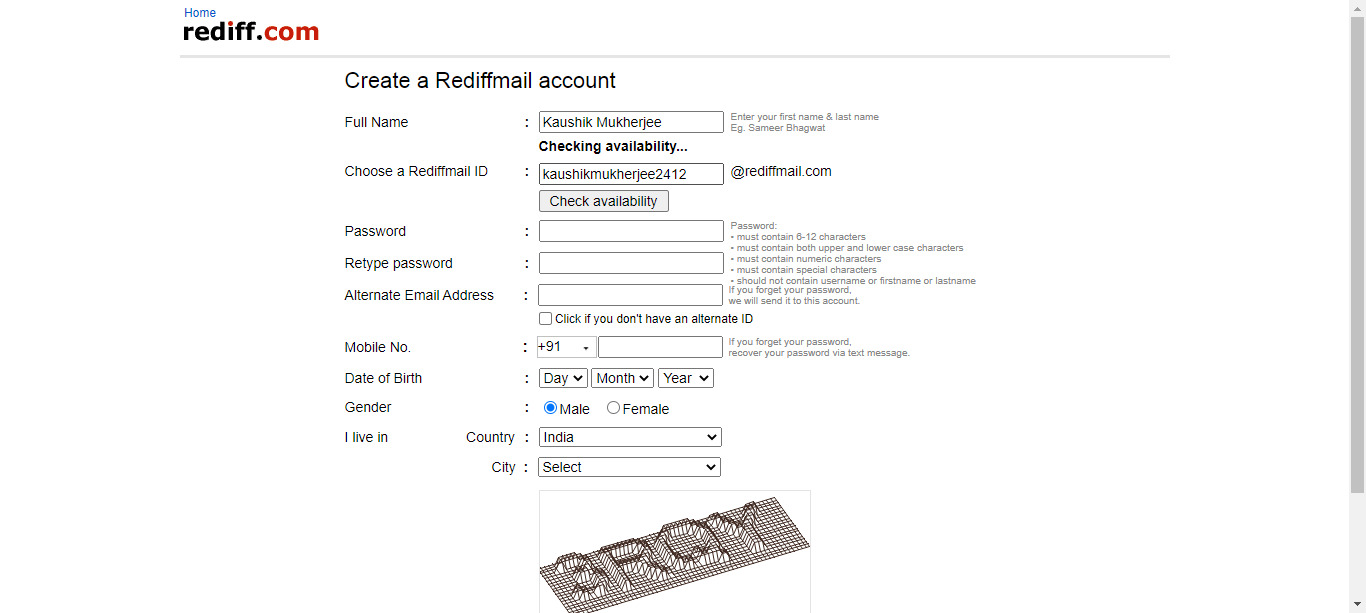 Home
rediff.com
Create a Rediffmail account
Full Name : Kaushik Mukherjee Enter your first name & last name
Eg. Sameer Bhagwat
Checking availability...
Choose a Rediffmail ID : kaushikmukherjee2412 @rediffmail.com
Check availability
Password : Password:
• must contain 6-12 characters
• must contain both upper and lower case characters
• must contain numeric characters
Retype password :
• must contain special characters
• should not contain username or firstname or lastname
Alternate Email Address : If you forget your password,
we will send it to this account.
Click if you don't have an alternate ID
Mobile No. : +91 If you forget your password,
recover your password via text message.
Date of Birth : Day Month Year
Gender : Male Female
I live in Country : India
City : Select